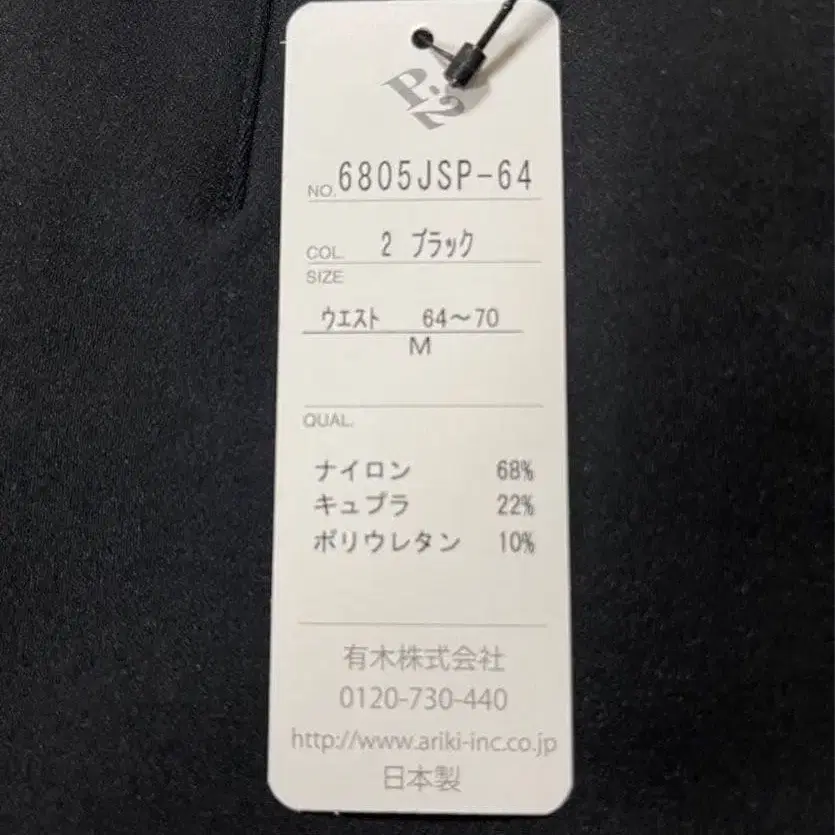 P.2
NO. 6805JSP-64
COL. 2 ブラック
SIZE
ウエスト 64〜70
M
QUAL.
ナイロン 68%
キュプラ 22%
ポリウレタン 10%
有木株式会社
0120-730-440
http://www.ariki-inc.co.jp
日本製